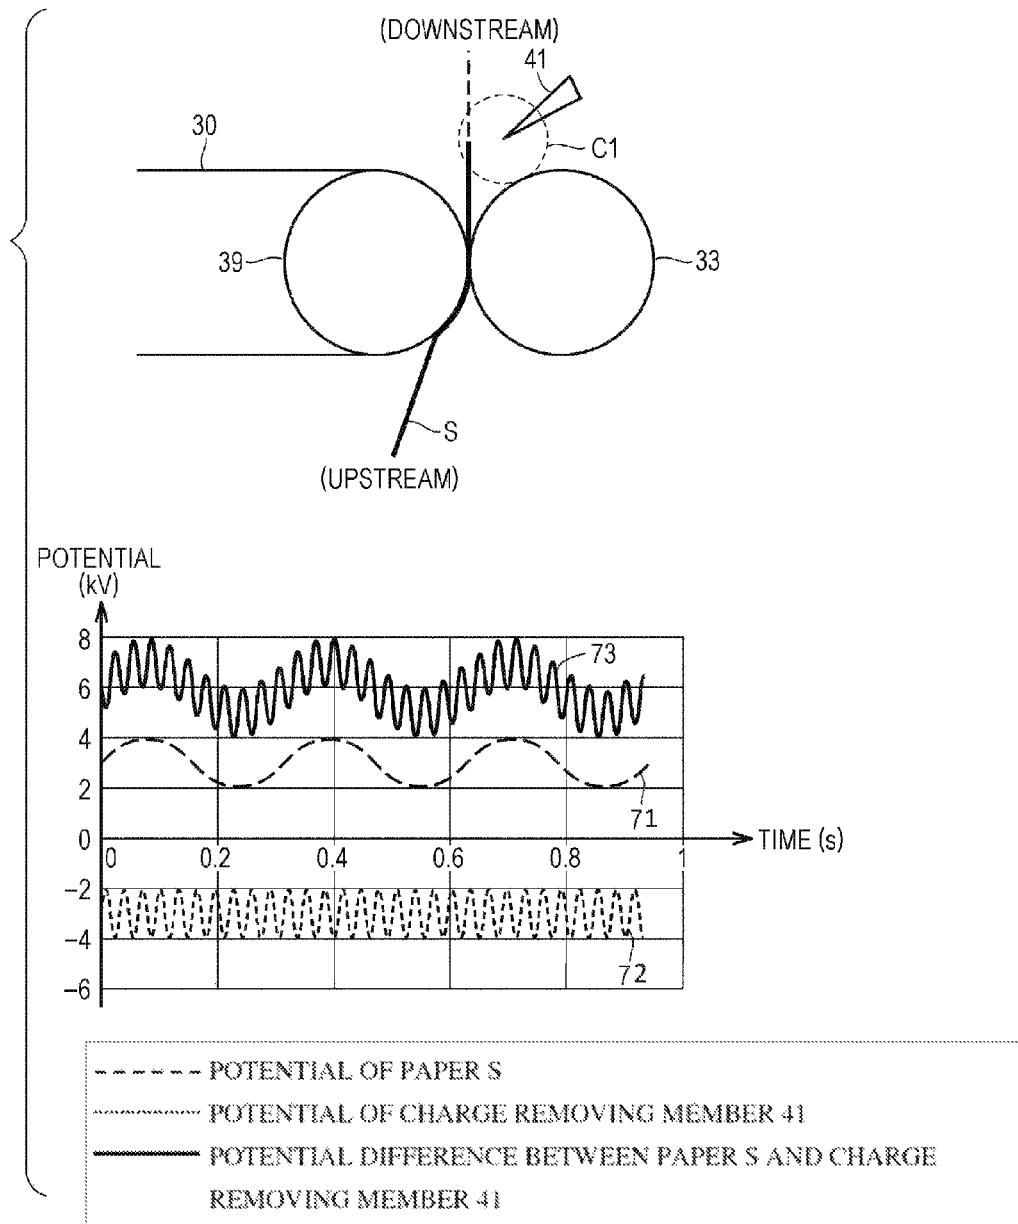 (DOWNSTREAM)
41
30
C1
39
33
S
(UPSTREAM)
POTENTIAL
(kV)
8
73
6
4
2
71
0
TIME (s)
0 0.2 0.4 0.6 0.8 1
−2
−4
72
−6
POTENTIAL OF PAPER S
POTENTIAL OF CHARGE REMOVING MEMBER 41
POTENTIAL DIFFERENCE BETWEEN PAPER S AND CHARGE
REMOVING MEMBER 41